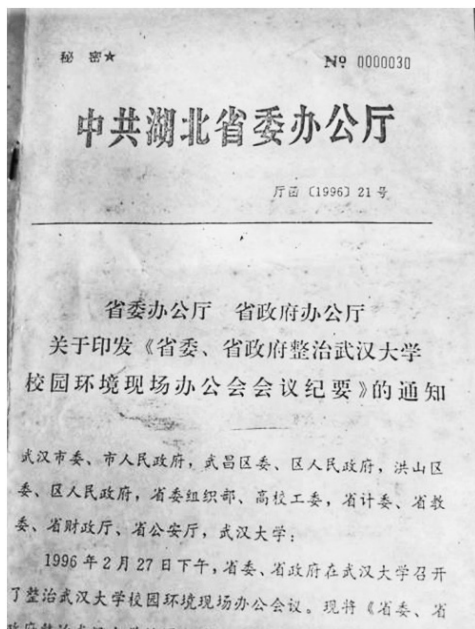 秘 密★ № 0000030
中共湖北省委办公厅
厅函〔1996〕21号
省委办公厅 省政府办公厅
关于印发《省委、省政府整治武汉大学
校园环境现场办公会会议纪要》的通知
武汉市委、市人民政府，武昌区委、区人民政府，洪山区
委、区人民政府，省委组织部、高校工委，省计委、省教
委、省财政厅、省公安厅，武汉大学：
1996年2月27日下午，省委、省政府在武汉大学召开
了整治武汉大学校园环境现场办公会议。现将《省委、省